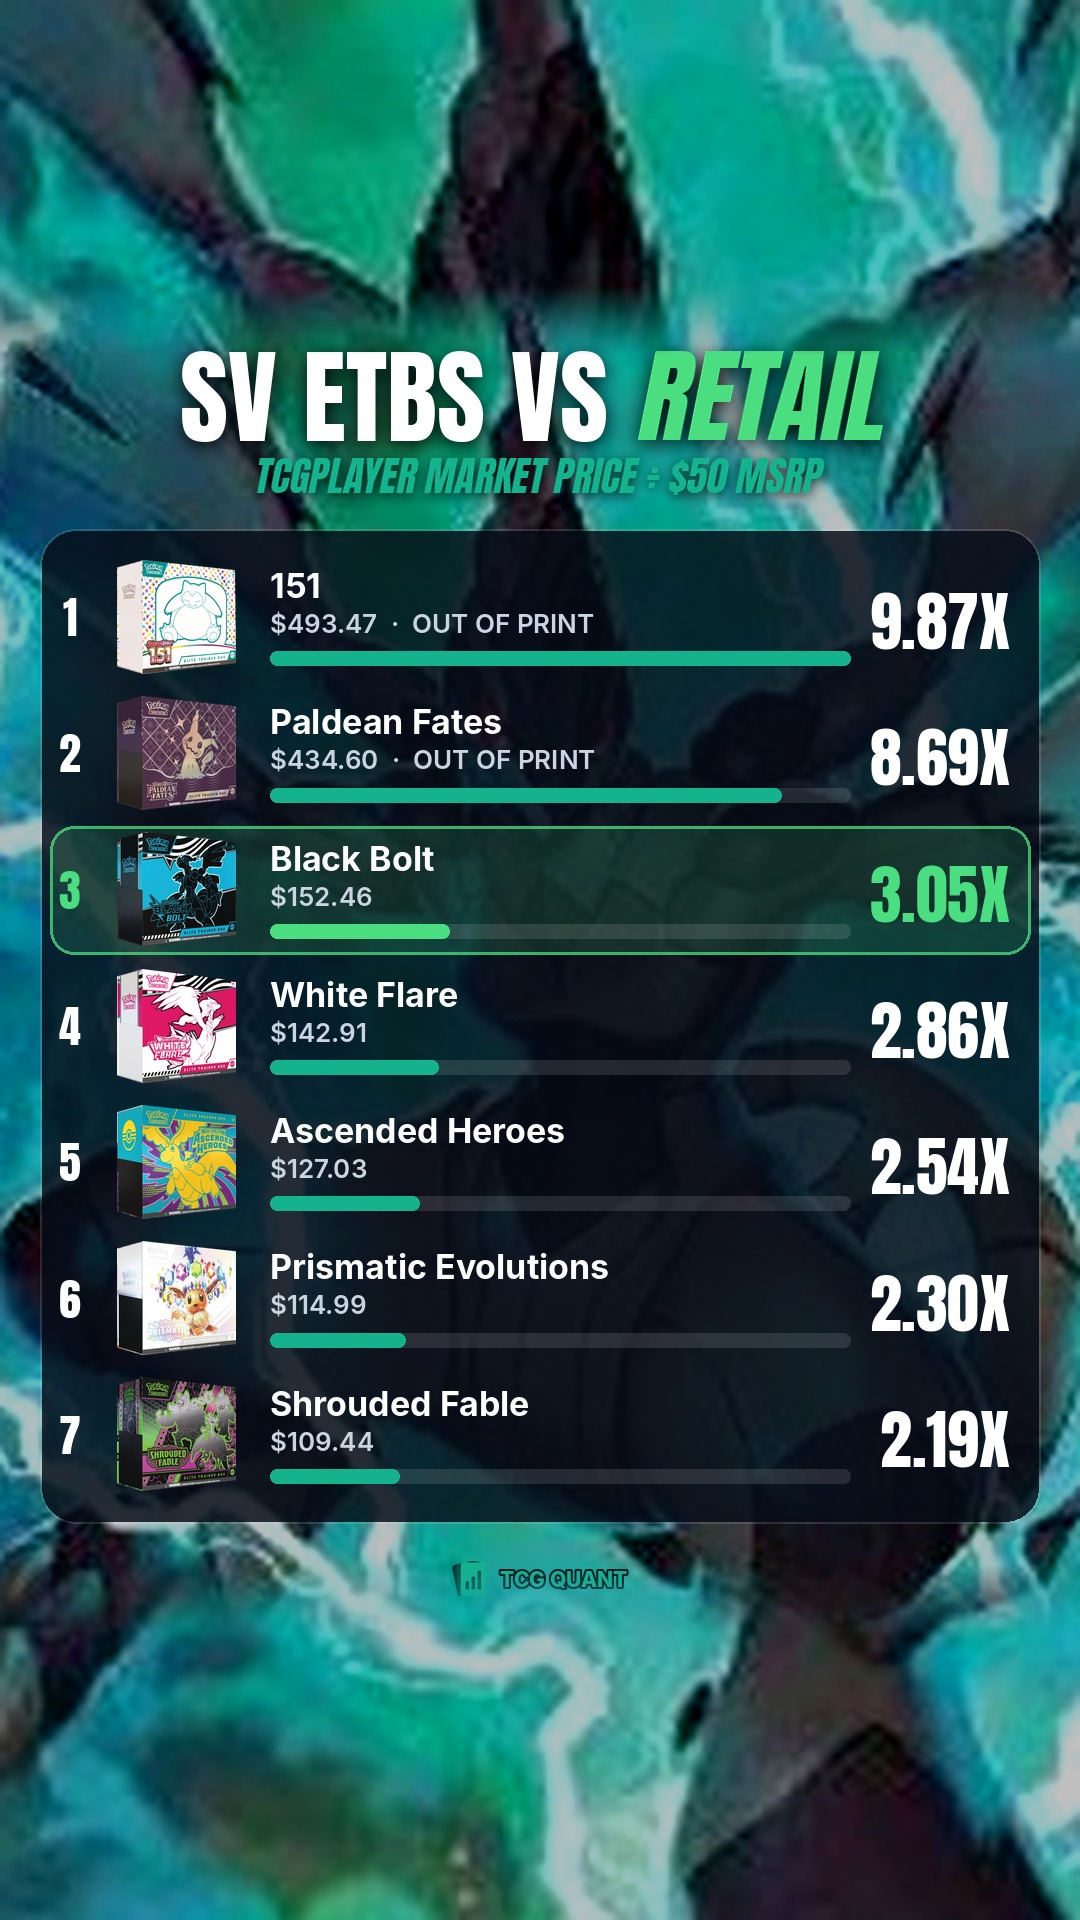 SV ETBS VS RETAIL
TCGPLAYER MARKET PRICE ÷ $50 MSRP
1
151
$493.47 · OUT OF PRINT
9.87X
2
Paldean Fates
$434.60 · OUT OF PRINT
8.69X
3
Black Bolt
$152.46
3.05X
4
White Flare
$142.91
2.86X
5
Ascended Heroes
$127.03
2.54X
6
Prismatic Evolutions
$114.99
2.30X
7
Shrouded Fable
$109.44
2.19X
TCG QUANT